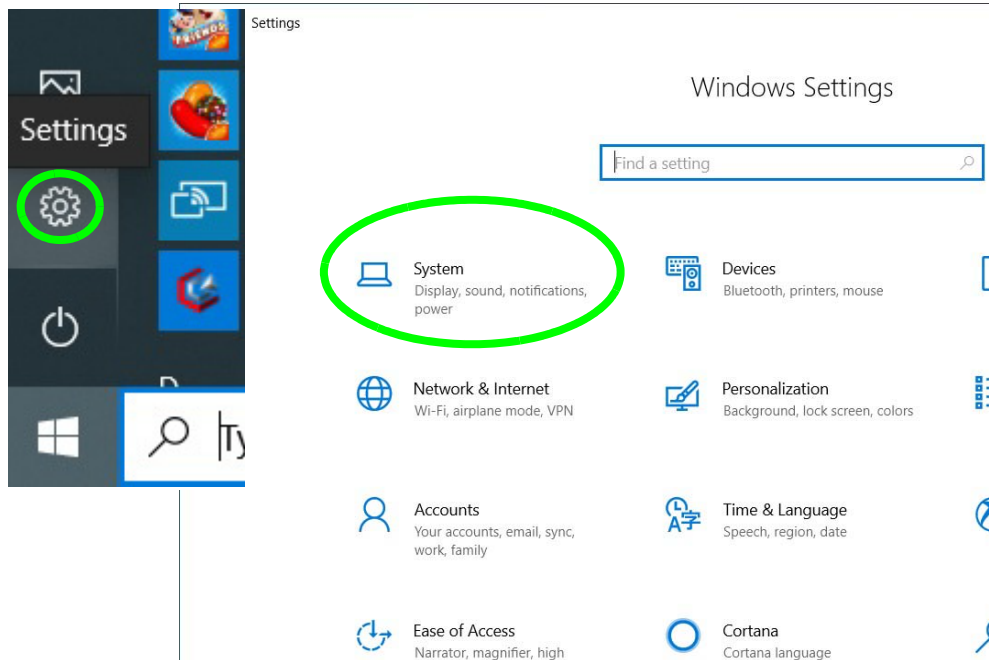 FRIENDS
Settings
Ty
Settings
Windows Settings
Find a setting
System
Display, sound, notifications,
power
Devices
Bluetooth, printers, mouse
Network & Internet
Wi-Fi, airplane mode, VPN
Personalization
Background, lock screen, colors
Accounts
Your accounts, email, sync,
work, family
Time & Language
Speech, region, date
Ease of Access
Narrator, magnifier, high
Cortana
Cortana language